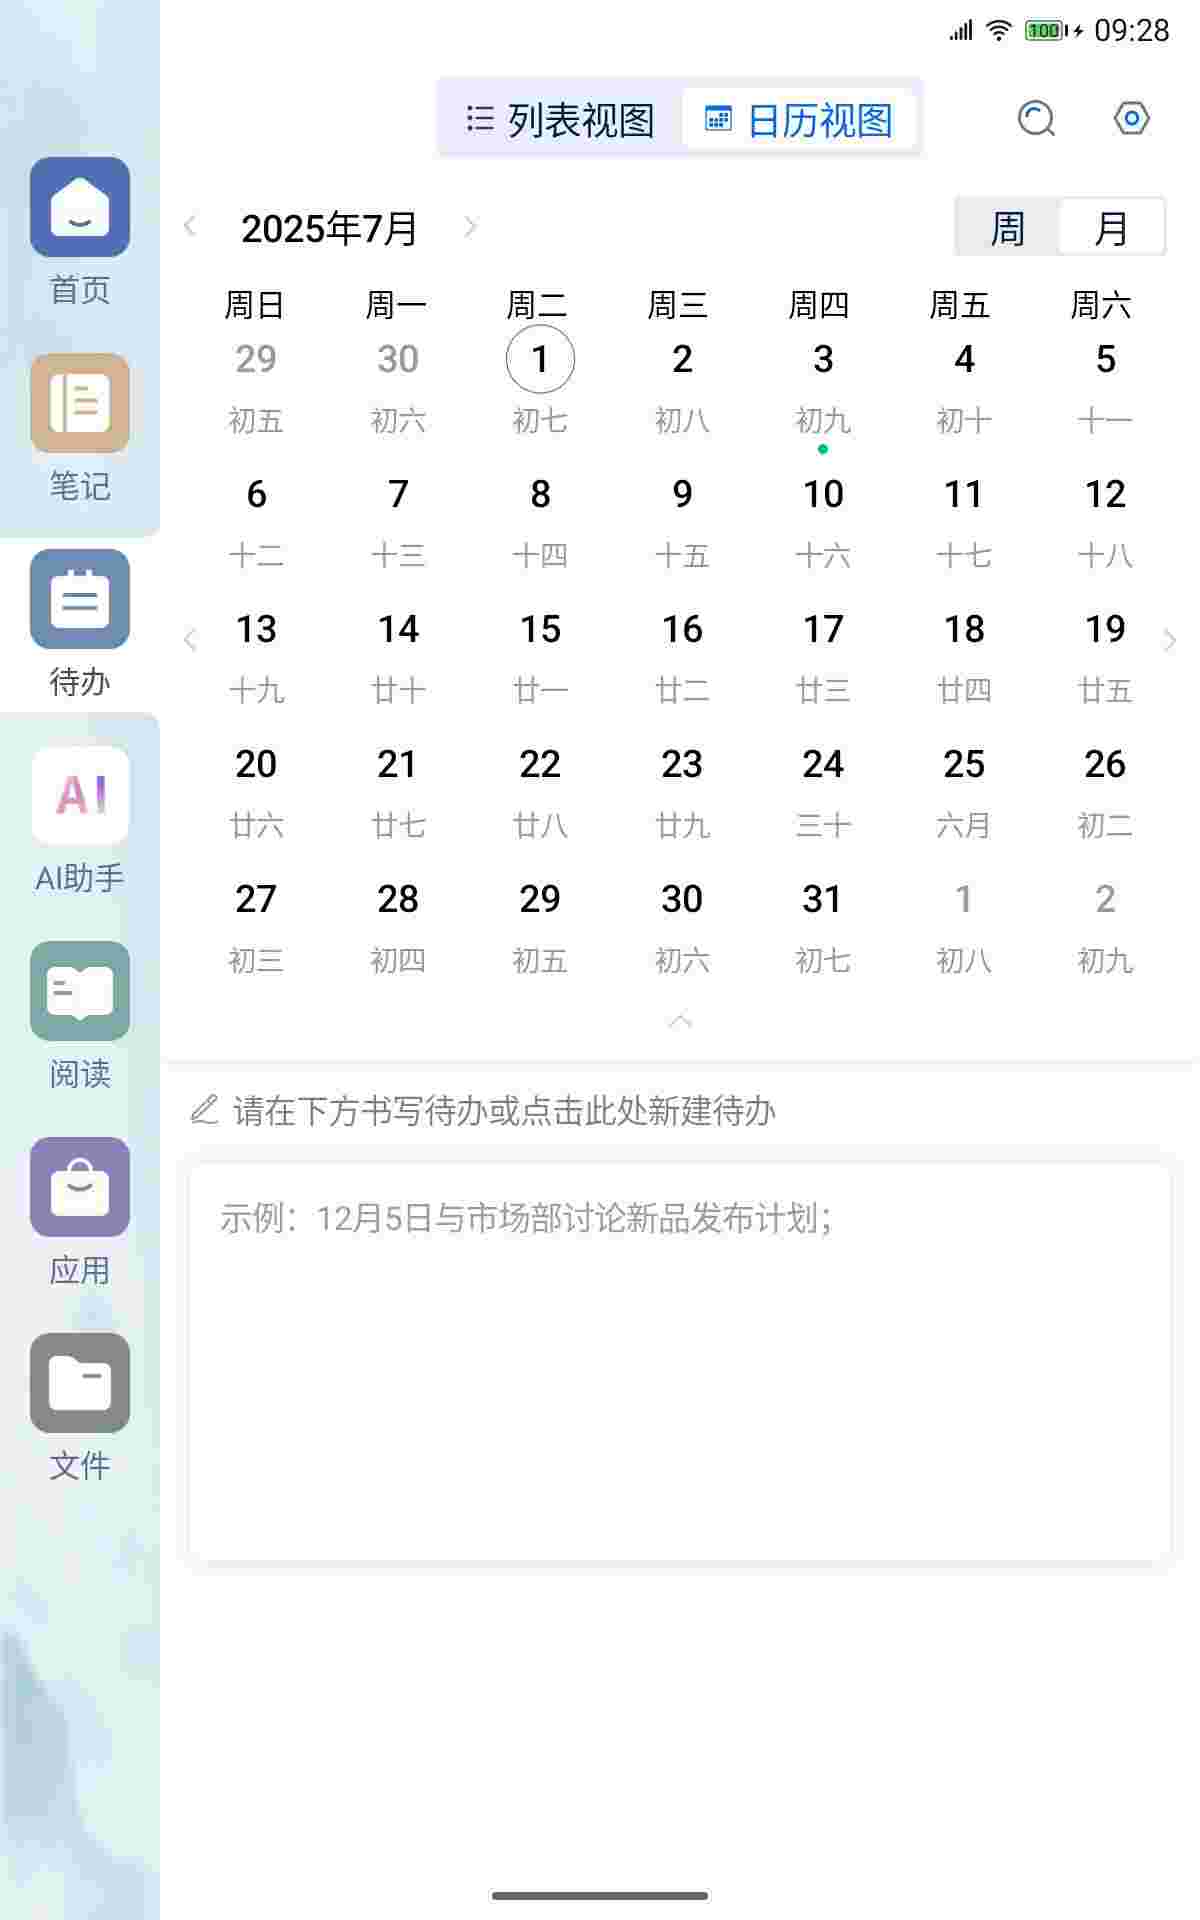 100 09:28
列表视图 日历视图
2025年7月 周 月
周日 周一 周二 周三 周四 周五 周六
29 30 1 2 3 4 5
初五 初六 初七 初八 初九 初十 十一
6 7 8 9 10 11 12
十二 十三 十四 十五 十六 十七 十八
13 14 15 16 17 18 19
十九 廿十 廿一 廿二 廿三 廿四 廿五
20 21 22 23 24 25 26
廿六 廿七 廿八 廿九 三十 六月 初二
27 28 29 30 31 1 2
初三 初四 初五 初六 初七 初八 初九
请在下方书写待办或点击此处新建待办
示例：12月5日与市场部讨论新品发布计划；
首页
笔记
待办
AI
AI助手
阅读
应用
文件